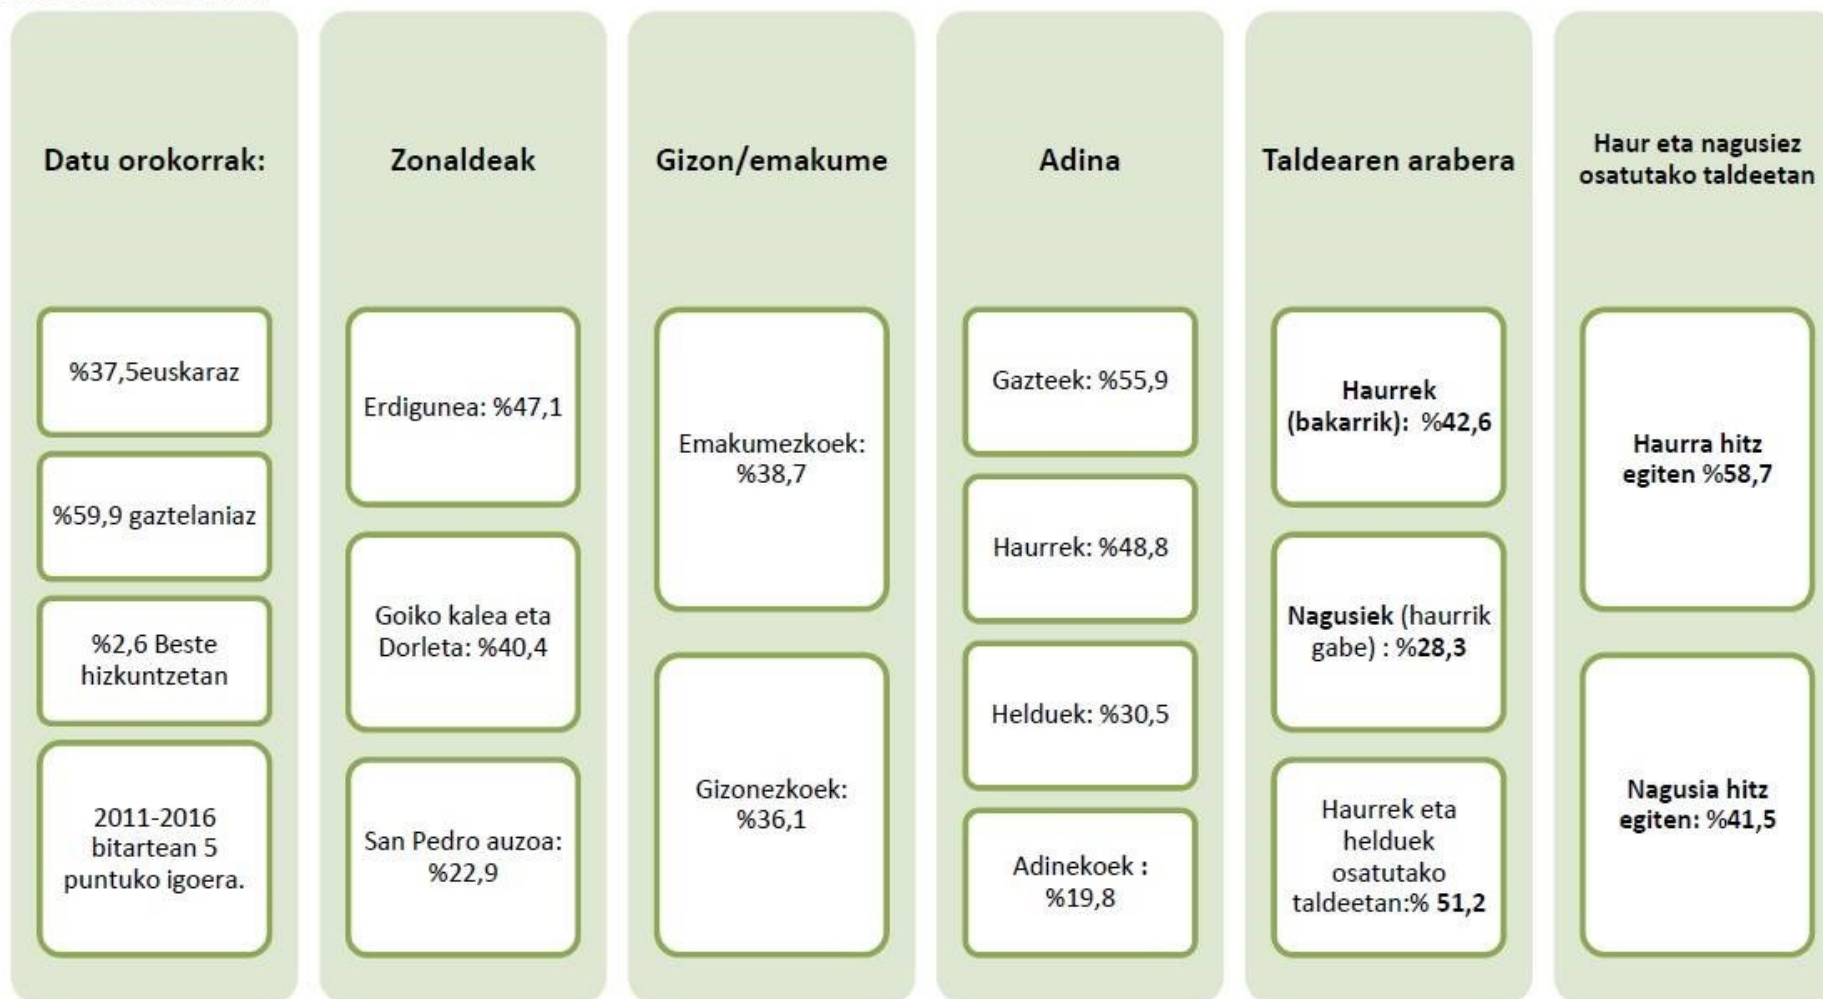 Datu orokorrak:
%37,5euskaraz
%59,9 gaztelaniaz
%2,6 Beste
hizkuntzetan
2011-2016
bitartean 5
puntuko igoera.
Zonaldeak
Erdigunea: %47,1
Goiko kalea eta
Dorleta: %40,4
San Pedro auzoa:
%22,9
Gizon/emakume
Emakumezkoek:
%38,7
Gizonezkoek:
%36,1
Adina
Gazteek: %55,9
Haurrek: %48,8
Helduek: %30,5
Adinekoek :
%19,8
Taldearen arabera
Haurrek
(bakarrik): %42,6
Nagusiek (haurrik
gabe) : %28,3
Haurrek eta
helduek
osatutako
taldeetan:% 51,2
Haur eta nagusiez
osatutako taldeetan
Haurra hitz
egiten %58,7
Nagusia hitz
egiten: %41,5